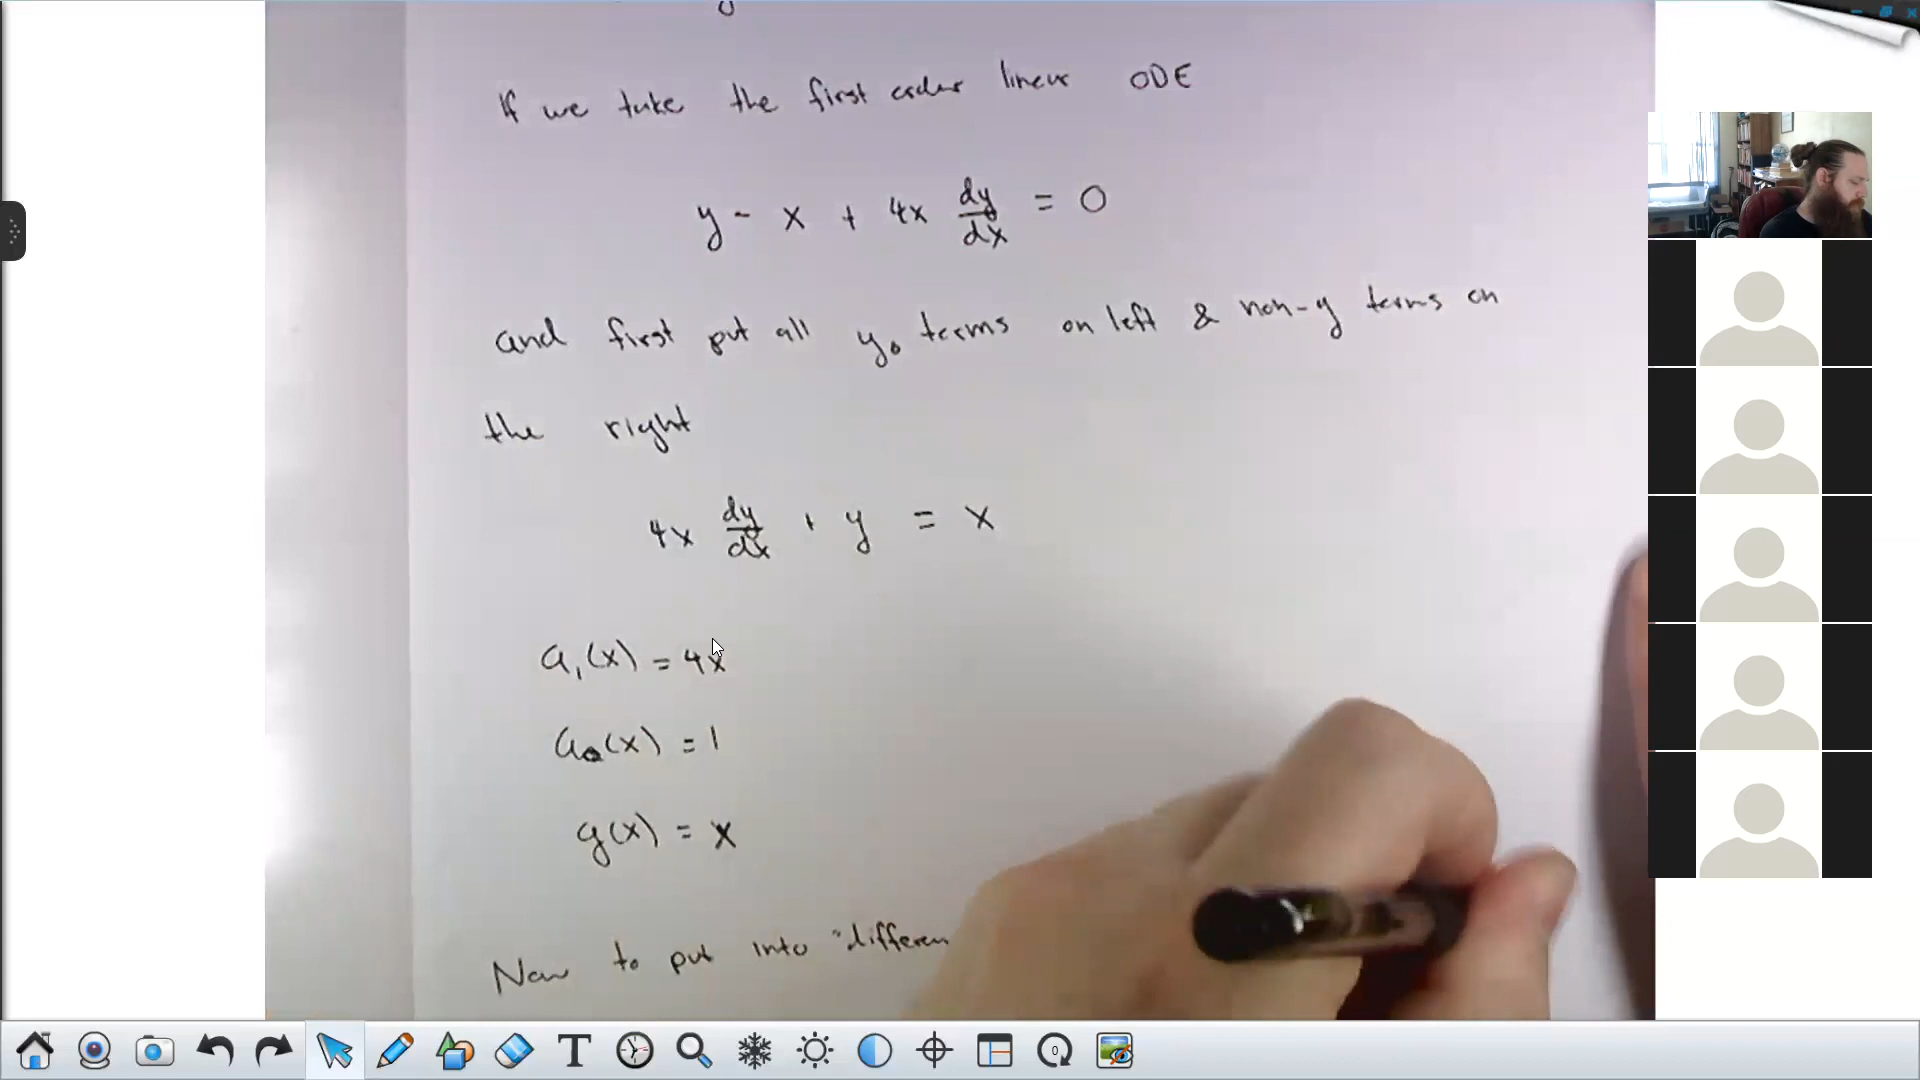 If we take the first order linear ODE
y - x + 4x dy/dx = 0
and first put all y terms on left & non-y terms on
the right
4x dy/dx + y = x
a₁(x) = 4x
a₀(x) = 1
g(x) = x
Now to put into "differen
T
0